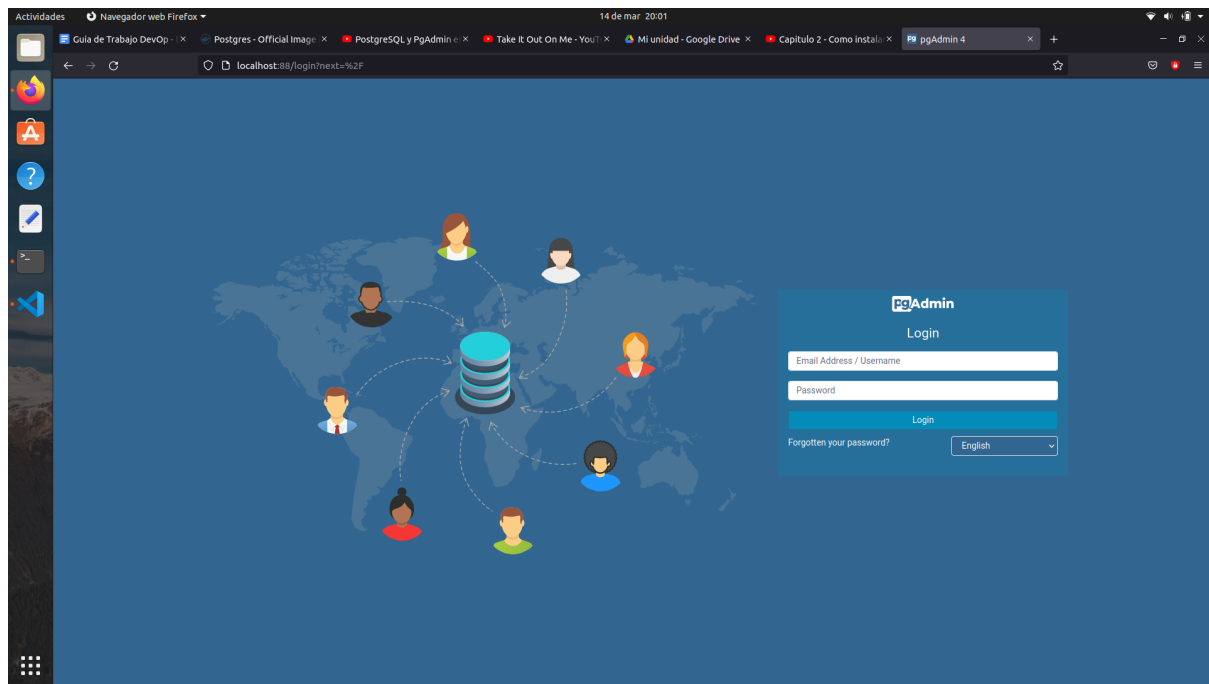 Actividades Navegador web Firefox 14 de mar 20:01
Guia de Trabajo DevOp - Postgres - Official Image PostgreSQL y PgAdmin e Take It Out On Me - YouT Mi unidad - Google Drive Capitulo 2 - Como instala pgAdmin 4
localhost:88/login?next=%2F
pgAdmin
Login
Email Address / Username
Password
Login
Forgotten your password? English